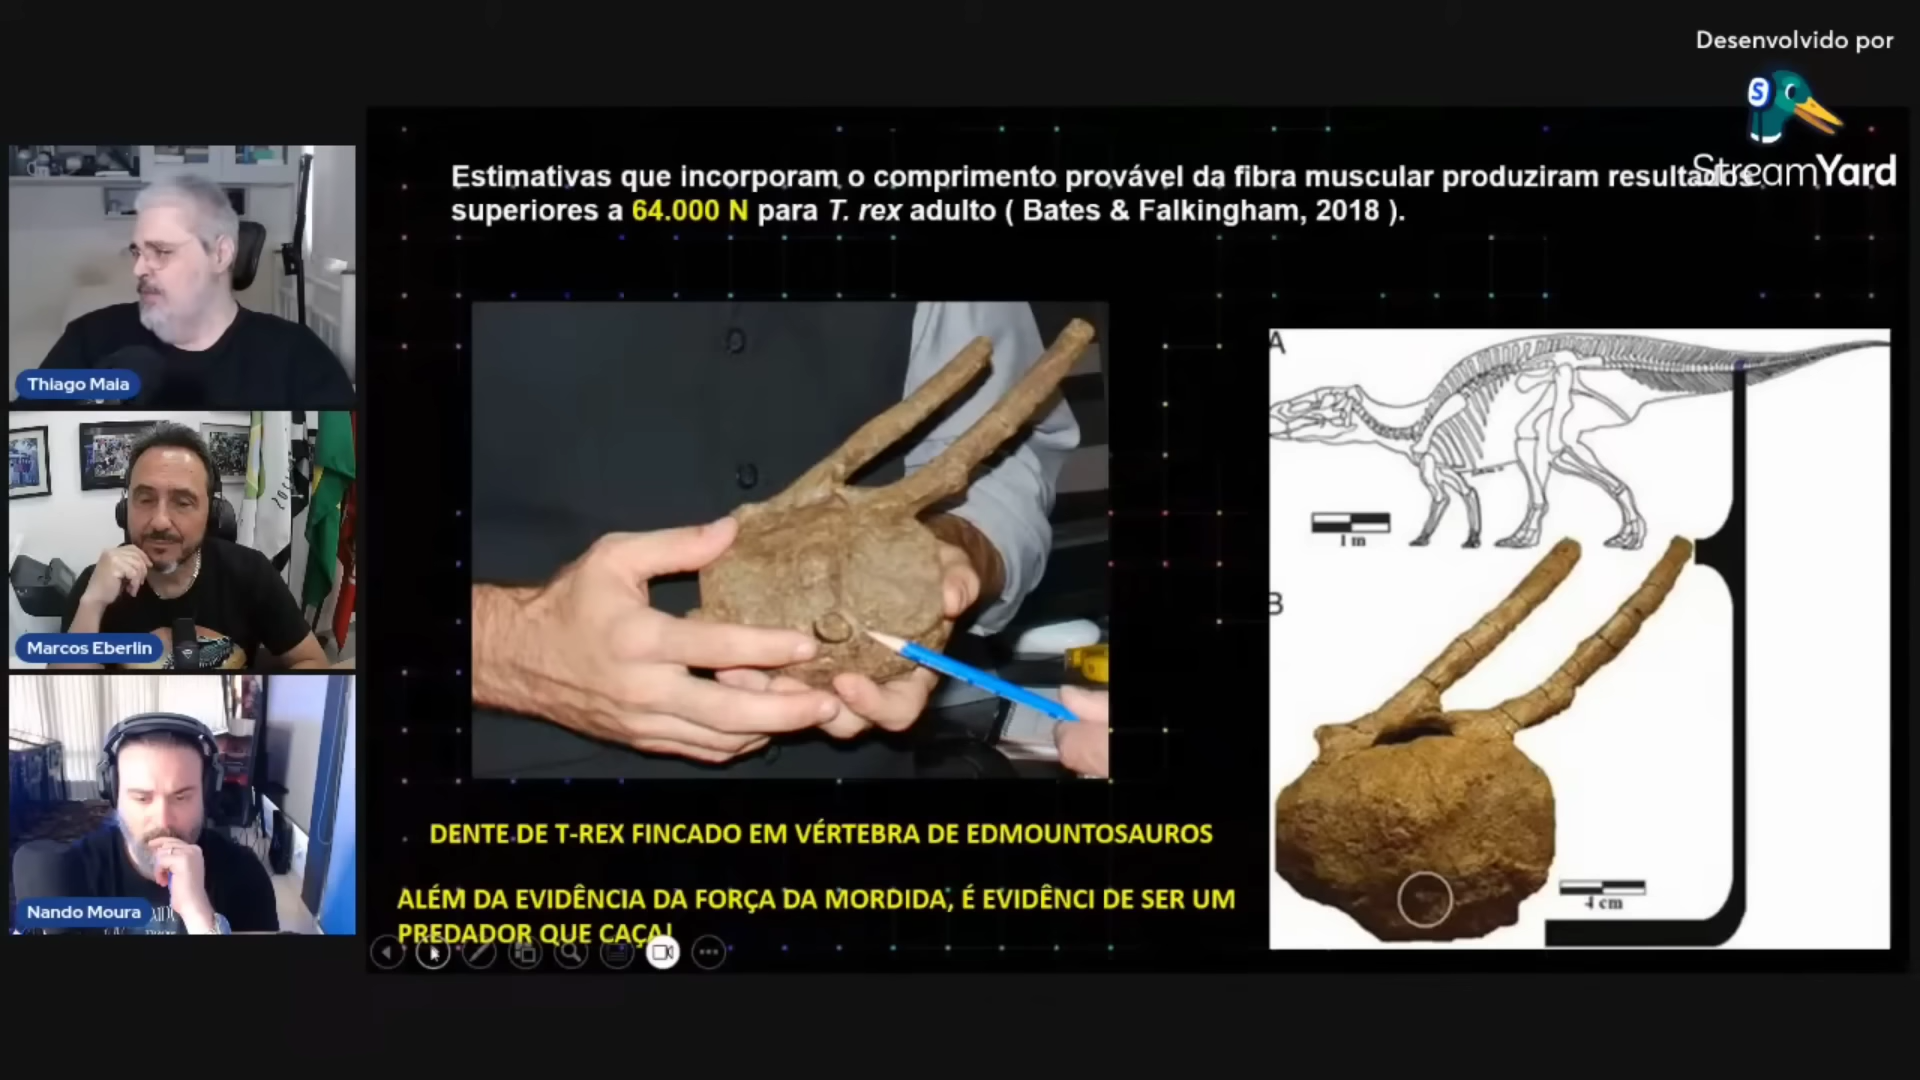 Desenvolvido por
StreamYard
Estimativas que incorporam o comprimento provável da fibra muscular produziram resultados
superiores a 64.000 N para T. rex adulto ( Bates & Falkingham, 2018 ).
Thiago Maia
Marcos Eberlin
Nando Moura
A
1 m
B
4 cm
DENTE DE T-REX FINCADO EM VÉRTEBRA DE EDMOUNTOSAUROS
ALÉM DA EVIDÊNCIA DA FORÇA DA MORDIDA, É EVIDÊNCI DE SER UM
PREDADOR QUE CAÇA!